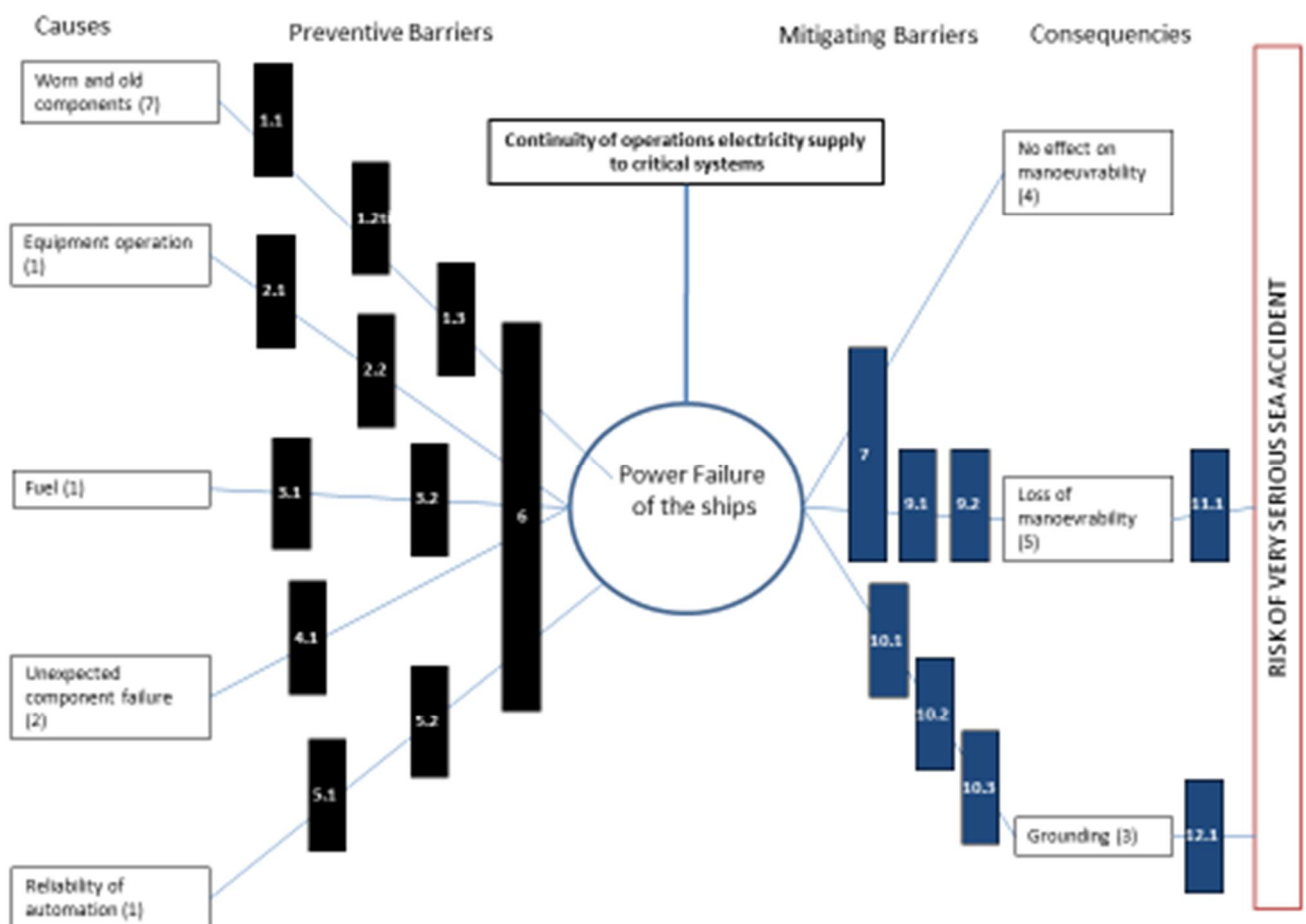 Causes
Preventive Barriers
Mitigating Barriers
Consequencies
Worn and old
components (7)
1.1
Continuity of operations electricity supply
to critical systems
No effect on
manoeuvrability
(4)
1.2ti
Equipment operation
(1)
2.1
1.3
2.2
Fuel (1)
3.1
3.2
6
Power Failure
of the ships
7
9.1
9.2
Loss of
manoevrability
(5)
11.1
RISK OF VERY SERIOUS SEA ACCIDENT
4.1
10.1
Unexpected
component failure
(2)
5.2
10.2
5.1
10.3
Grounding (3)
12.1
Reliability of
automation (1)